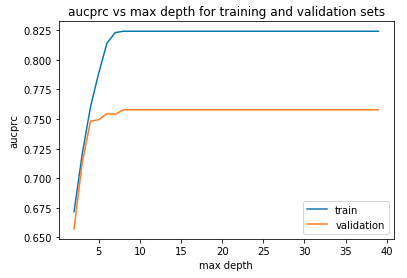 aucprc vs max depth for training and validation sets
0.825
0.800
0.775
0.750
0.725
0.700
0.675
0.650
aucprc
5 10 15 20 25 30 35 40
max depth
train
validation